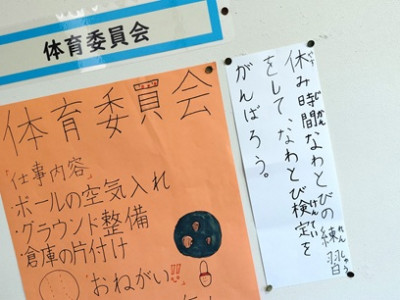 体育委員会
体育委員会
仕事内容
・ボールの空気入れ
・グラウンド整備
・倉庫の片付け
おねがい!!
休み時間なわとびの練習
をして、なわとび検定を
がんばろう。